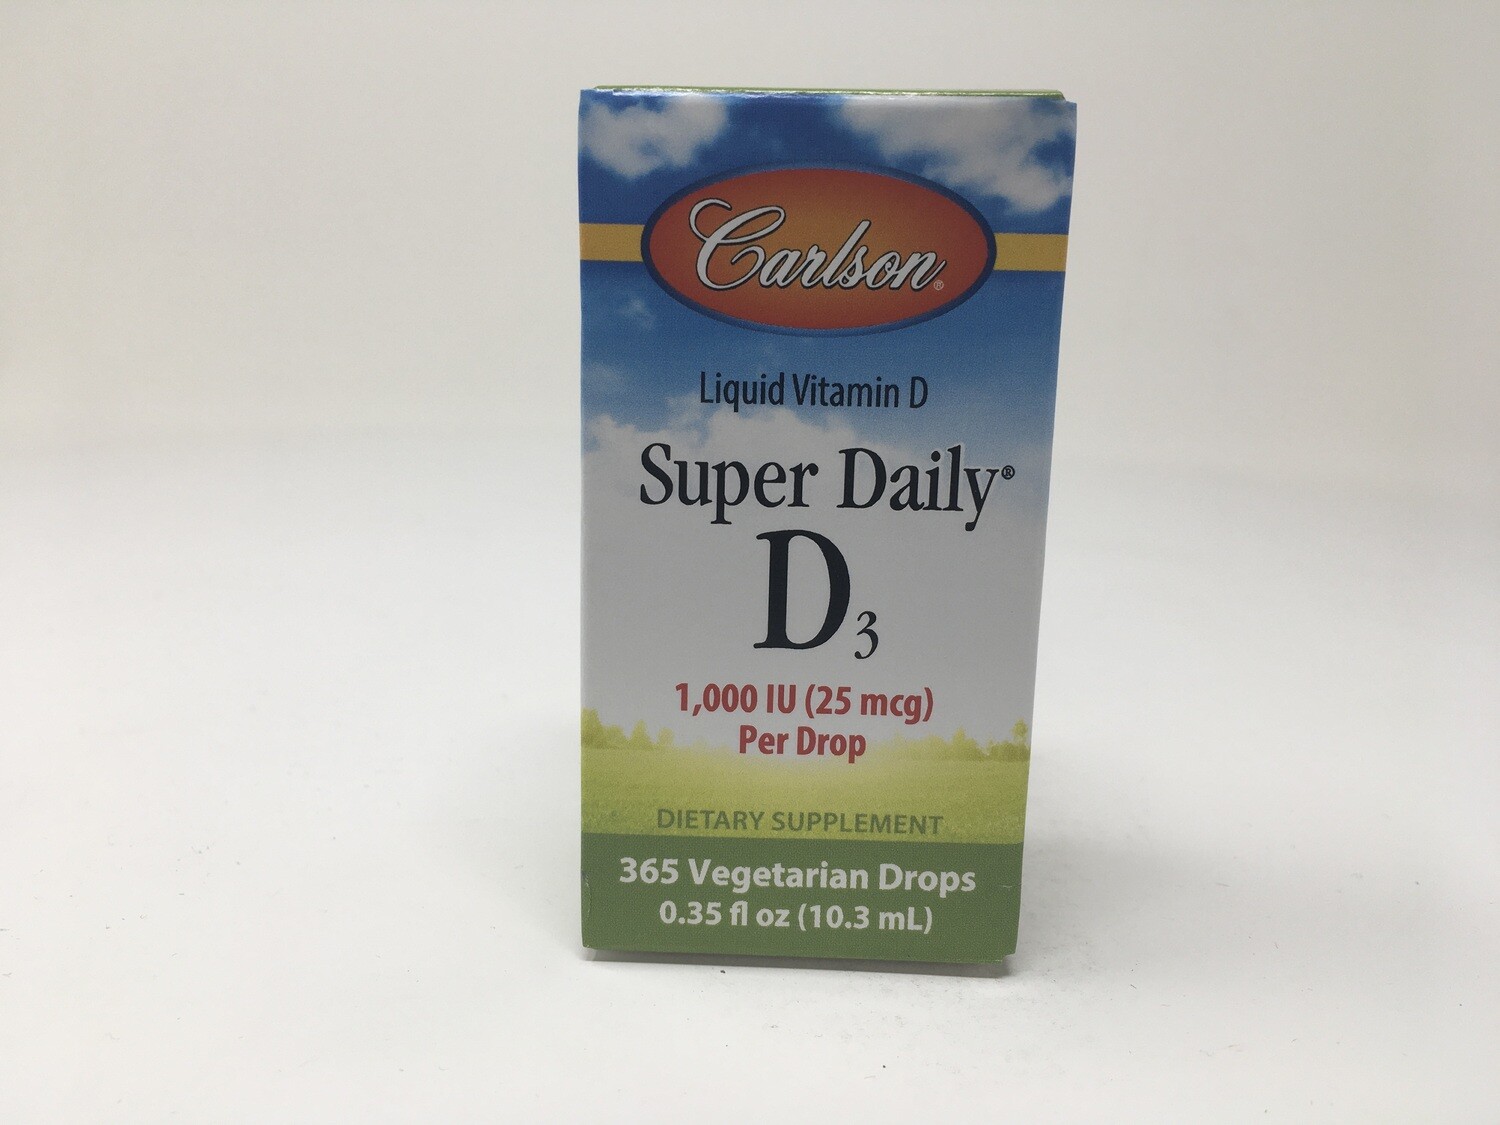 Carlson®
Liquid Vitamin D
Super Daily®
D3
1,000 IU (25 mcg)
Per Drop
DIETARY SUPPLEMENT
365 Vegetarian Drops
0.35 fl oz (10.3 mL)